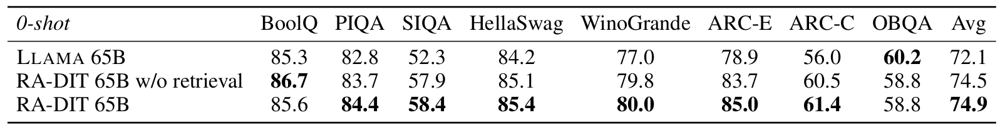 0-shot BoolQ PIQA SIQA HellaSwag WinoGrande ARC-E ARC-C OBQA Avg
LLAMA 65B 85.3 82.8 52.3 84.2 77.0 78.9 56.0 60.2 72.1
RA-DIT 65B w/o retrieval 86.7 83.7 57.9 85.1 79.8 83.7 60.5 58.8 74.5
RA-DIT 65B 85.6 84.4 58.4 85.4 80.0 85.0 61.4 58.8 74.9